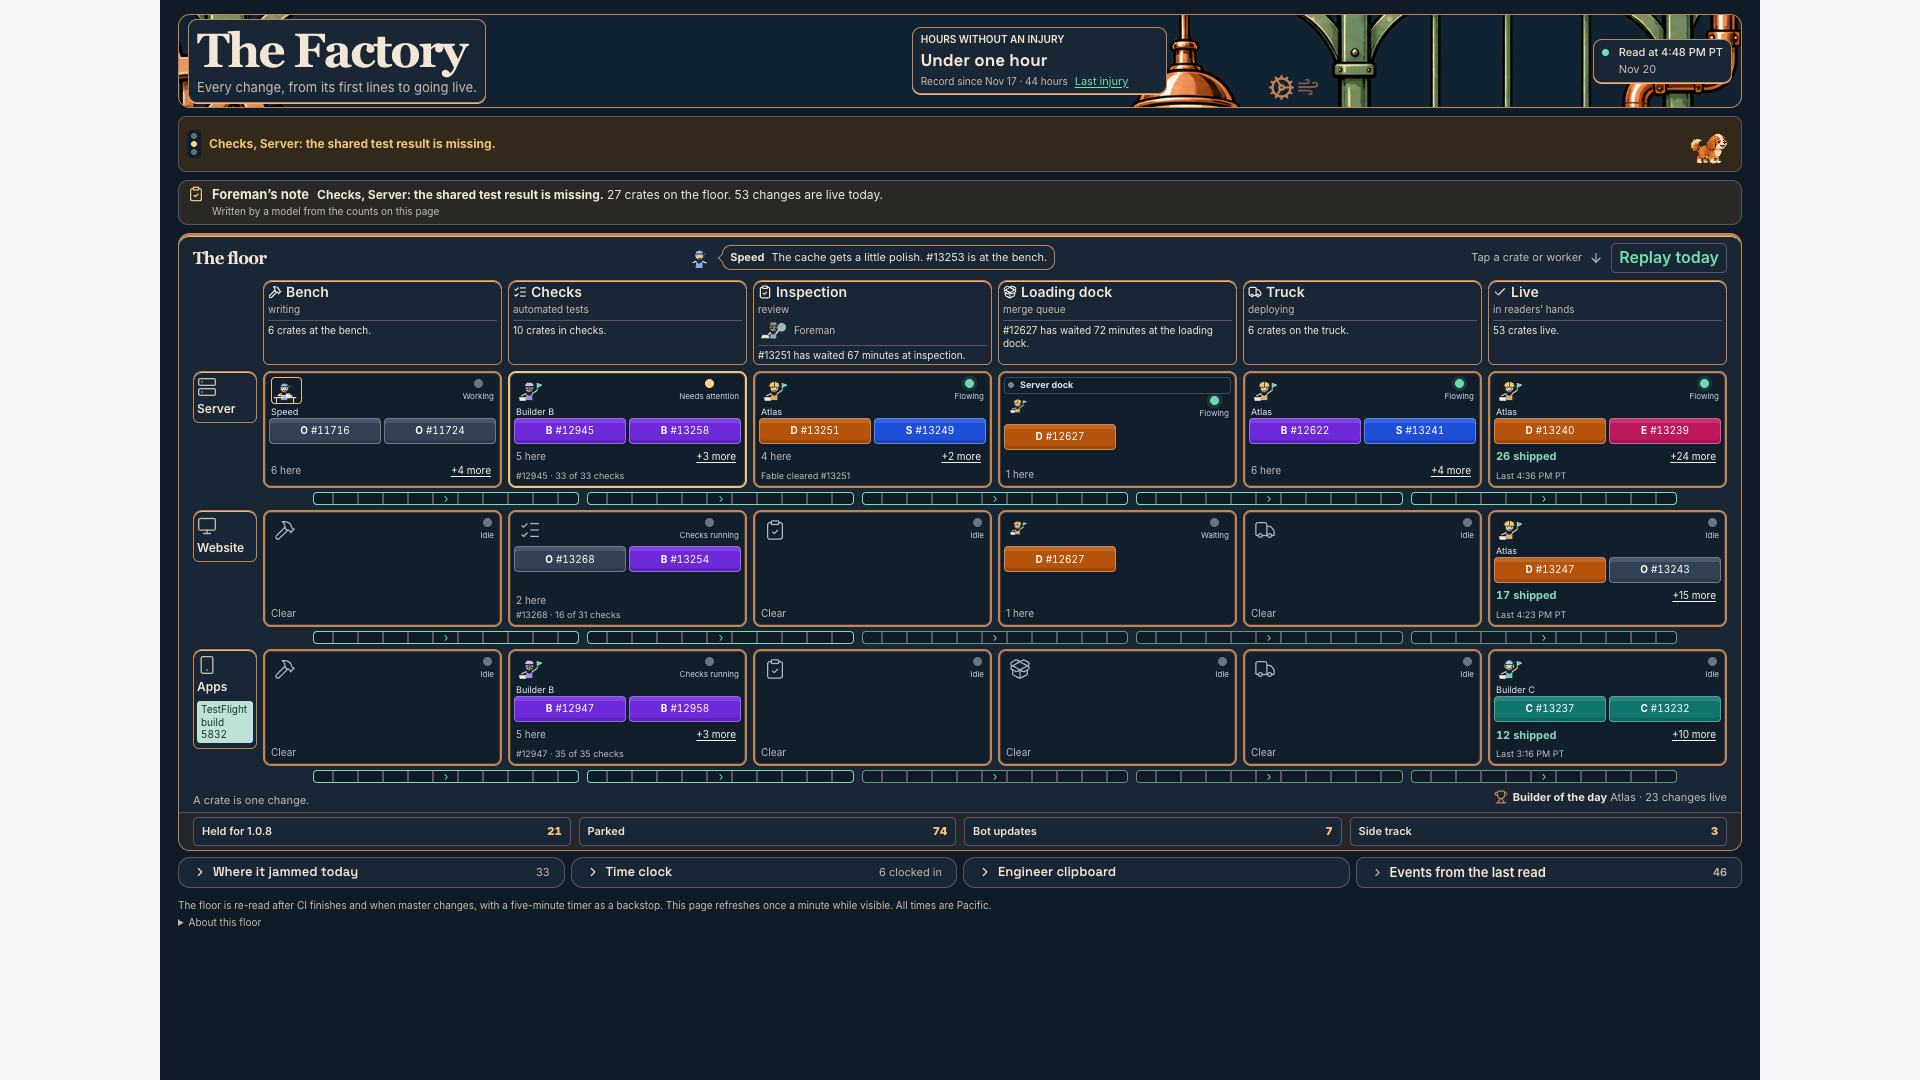 The Factory
Every change, from its first lines to going live.
HOURS WITHOUT AN INJURY
Under one hour
Record since Nov 17 · 44 hours Last injury
Read at 4:48 PM PT
Nov 20
Checks, Server: the shared test result is missing.
Foreman's note Checks, Server: the shared test result is missing. 27 crates on the floor. 53 changes are live today.
Written by a model from the counts on this page
The floor
Speed The cache gets a little polish. #13253 is at the bench.
Tap a crate or worker ↓
Replay today
Bench
writing
6 crates at the bench.
Checks
automated tests
10 crates in checks.
Inspection
review
Foreman
#13251 has waited 67 minutes at inspection.
Loading dock
merge queue
#12627 has waited 72 minutes at the loading
dock.
Truck
deploying
6 crates on the truck.
Live
in readers' hands
53 crates live.
Server
Working
Speed
O #11716
O #11724
6 here
+4 more
Needs attention
Builder B
B #12945
B #13258
5 here
+3 more
#12945 · 33 of 33 checks
Flowing
Atlas
D #13251
S #13249
4 here
+2 more
Fable cleared #13251
Server dock
Flowing
D #12627
1 here
Flowing
Atlas
B #12622
S #13241
6 here
+4 more
Flowing
Atlas
D #13240
E #13239
26 shipped
+24 more
Last 4:36 PM PT
Website
Idle
Clear
Checks running
O #13268
B #13254
2 here
#13268 · 16 of 31 checks
Idle
Clear
Waiting
D #12627
1 here
Idle
Clear
Idle
Atlas
D #13247
O #13243
17 shipped
+15 more
Last 4:23 PM PT
Apps
TestFlight
build
5832
Idle
Clear
Checks running
Builder B
B #12947
B #12958
5 here
+3 more
#12947 · 35 of 35 checks
Idle
Clear
Idle
Clear
Idle
Clear
Idle
Builder C
C #13237
C #13232
12 shipped
+10 more
Last 3:16 PM PT
A crate is one change.
Builder of the day Atlas · 23 changes live
Held for 1.0.8 21
Parked 74
Bot updates 7
Side track 3
Where it jammed today 33
Time clock 6 clocked in
Engineer clipboard
Events from the last read 46
The floor is re-read after CI finishes and when master changes, with a five-minute timer as a backstop. This page refreshes once a minute while visible. All times are Pacific.
About this floor